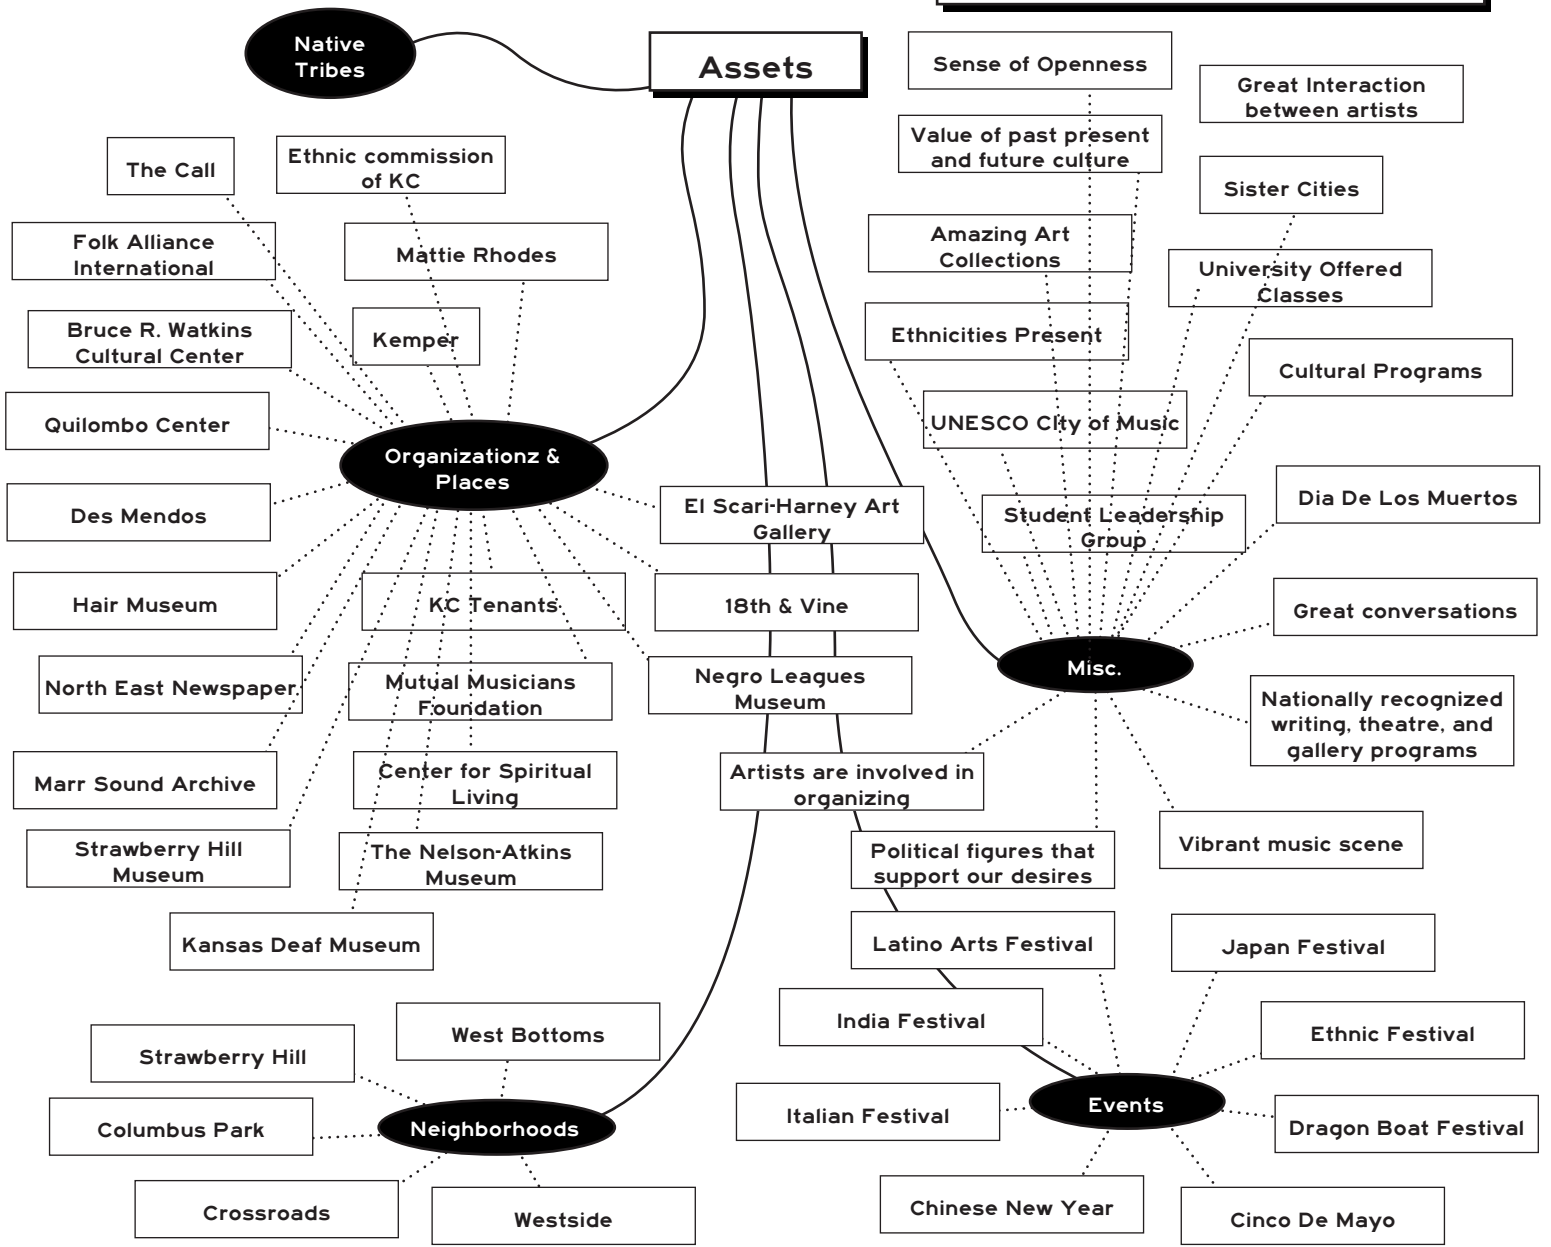 Native
Tribes
Assets
Sense of Openness
Great Interaction
between artists
Value of past present
and future culture
The Call
Ethnic commission
of KC
Sister Cities
Folk Alliance
International
Mattie Rhodes
Amazing Art
Collections
University Offered
Classes
Bruce R. Watkins
Cultural Center
Kemper
Ethnicities Present
Cultural Programs
Quilombo Center
UNESCO CIty of Music
Organizationz &
Places
Des Mendos
El Scari-Harney Art
Gallery
Student Leadership
Group
Dia De Los Muertos
Hair Museum
KC Tenants
18th & Vine
Great conversations
Misc.
North East Newspaper
Mutual Musicians
Foundation
Negro Leagues
Museum
Nationally recognized
writing, theatre, and
gallery programs
Marr Sound Archive
Center for Spiritual
Living
Artists are involved in
organizing
Strawberry Hill
Museum
The Nelson-Atkins
Museum
Political figures that
support our desires
Vibrant music scene
Kansas Deaf Museum
Latino Arts Festival
Japan Festival
West Bottoms
India Festival
Ethnic Festival
Strawberry Hill
Columbus Park
Neighborhoods
Italian Festival
Events
Dragon Boat Festival
Crossroads
Westside
Chinese New Year
Cinco De Mayo